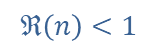 ℜ(n) < 1